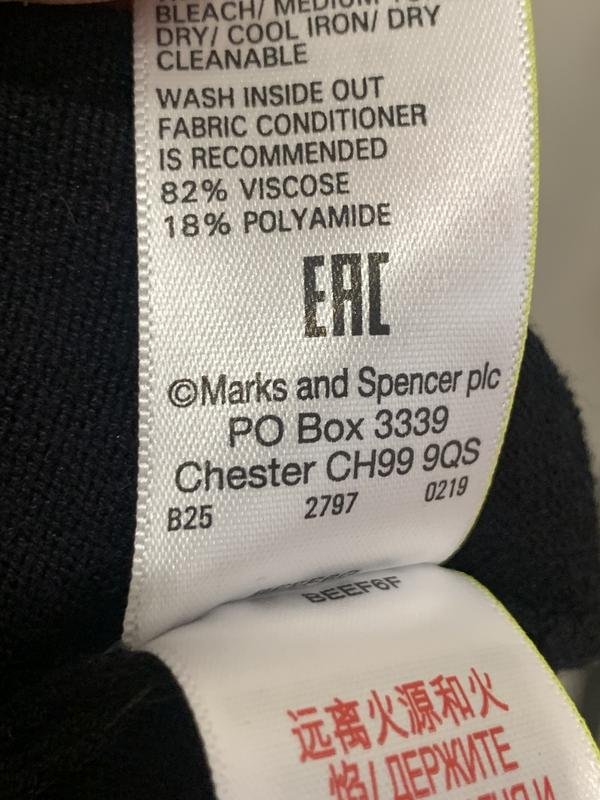 BLEACH/ MEDIUM
DRY/ COOL IRON/ DRY
CLEANABLE
WASH INSIDE OUT
FABRIC CONDITIONER
IS RECOMMENDED
82% VISCOSE
18% POLYAMIDE
EAC
©Marks and Spencer plc
PO Box 3339
Chester CH99 9QS
B25 2797 0219
BEEF6F
远离火源和火
焰/ ДЕРЖИТЕ